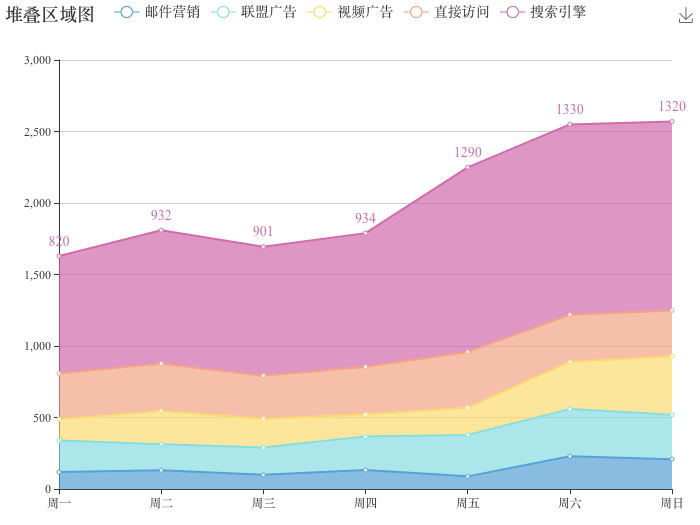 堆叠区域图
邮件营销 联盟广告 视频广告 直接访问 搜索引擎
3,000
2,500
2,000
1,500
1,000
500
0
820 932 901 934 1290 1330 1320
周一 周二 周三 周四 周五 周六 周日